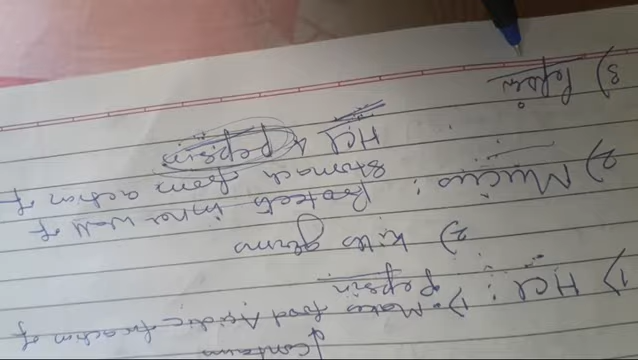 contains
1) HCl : 1) Makes food Acidic for action of
pepsin
2) kills germs
2) Mucus : Protects inner wall of
stomach from action of
HCl & pepsin
3) Pepsin